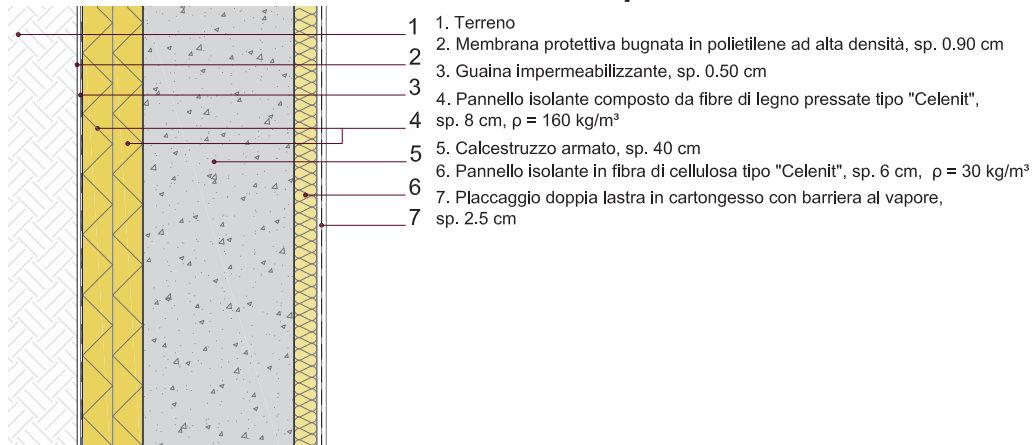 1
2
3
4
5
6
7
1. Terreno
2. Membrana protettiva bugnata in polietilene ad alta densità, sp. 0.90 cm
3. Guaina impermeabilizzante, sp. 0.50 cm
4. Pannello isolante composto da fibre di legno pressate tipo "Celenit",
sp. 8 cm, ρ = 160 kg/m³
5. Calcestruzzo armato, sp. 40 cm
6. Pannello isolante in fibra di cellulosa tipo "Celenit", sp. 6 cm, ρ = 30 kg/m³
7. Placcaggio doppia lastra in cartongesso con barriera al vapore,
sp. 2.5 cm